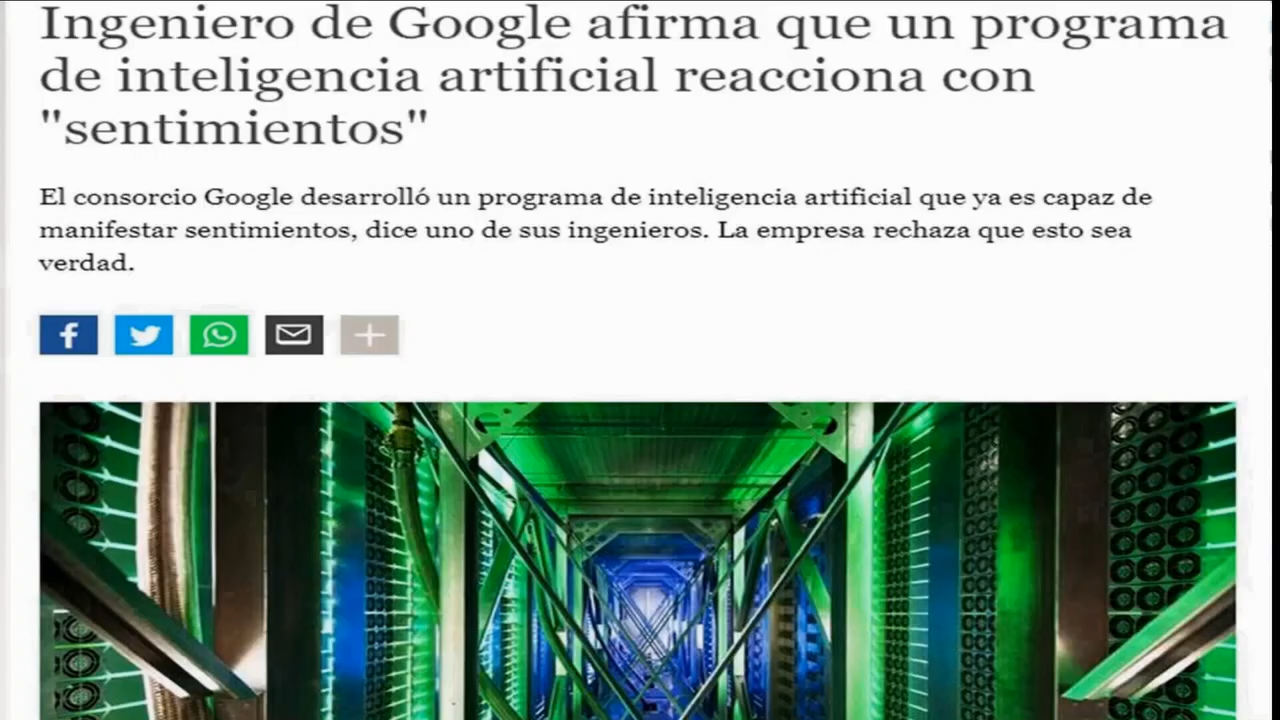 Ingeniero de Google afirma que un programa
de inteligencia artificial reacciona con
"sentimientos"
El consorcio Google desarrolló un programa de inteligencia artificial que ya es capaz de
manifestar sentimientos, dice uno de sus ingenieros. La empresa rechaza que esto sea
verdad.